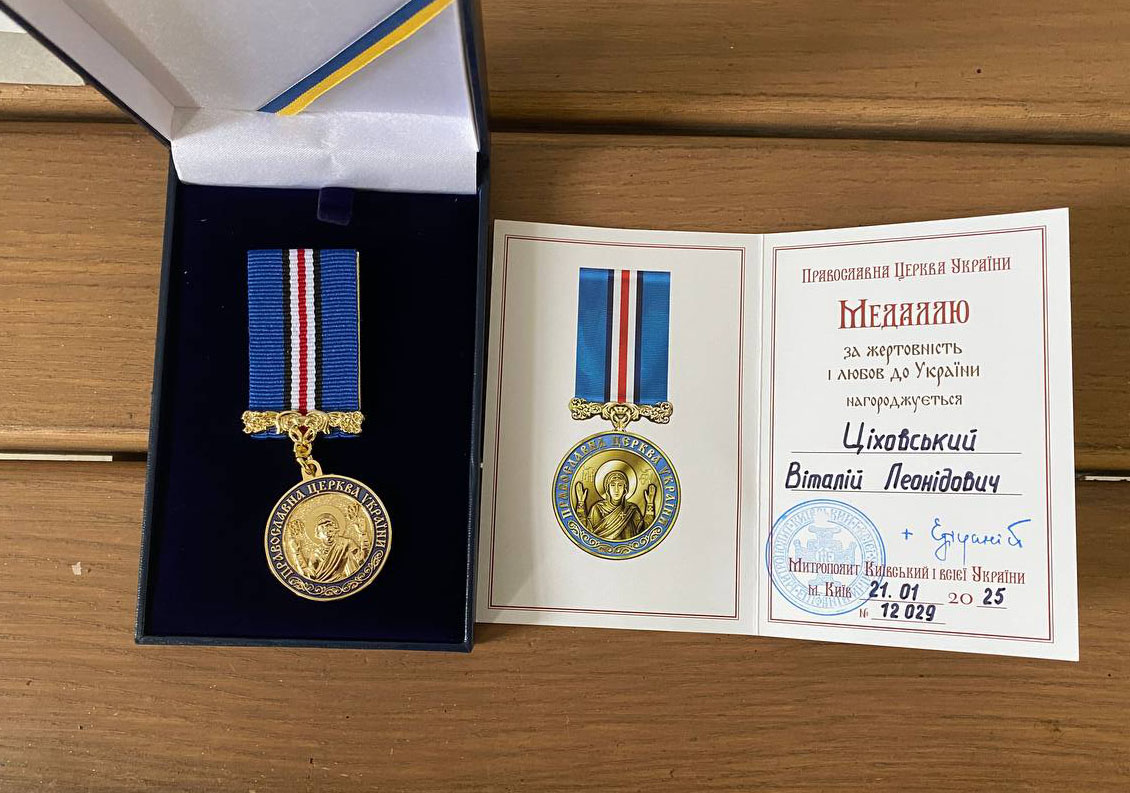 ПРАВОСЛАВНА ЦЕРКВА УКРАЇНИ
ПРАВОСЛАВНА ЦЕРКВА УКРАЇНИ
Православна Церква України
Медаллю
за жертовність
і любов до України
нагороджується
Ціховський
Віталій Леонідович
+ Епіфаній
Митрополит Київський і всієї України
м. Київ 21. 01 20 25
№ 12 029